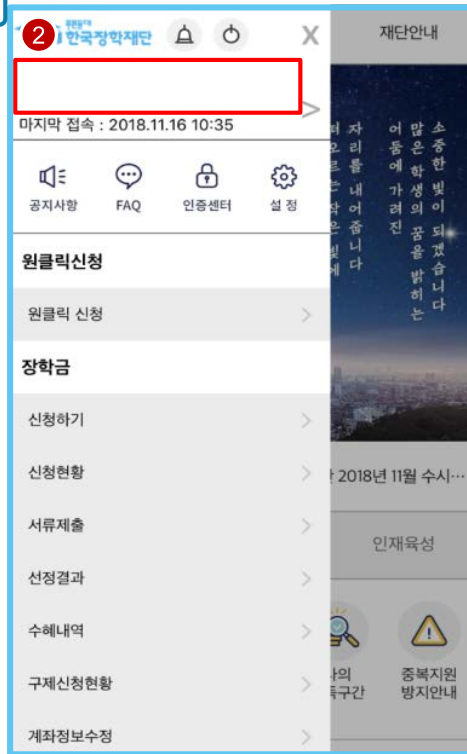 2
푸른등대
한국장학재단
X
재단안내
>
마지막 접속 : 2018.11.16 10:35
공지사항
FAQ
인증센터
설 정
원클릭신청
원클릭 신청 >
장학금
신청하기 >
신청현황 >
서류제출 >
선정결과 >
수혜내역 >
구제신청현황 >
계좌정보수정 >
소중한 빛이 되겠습니다
많은 학생의 꿈을 밝히는
어둠에 가려진
자리를 내어줍니다
2018년 11월 수시…
인재육성
중복지원
방지안내